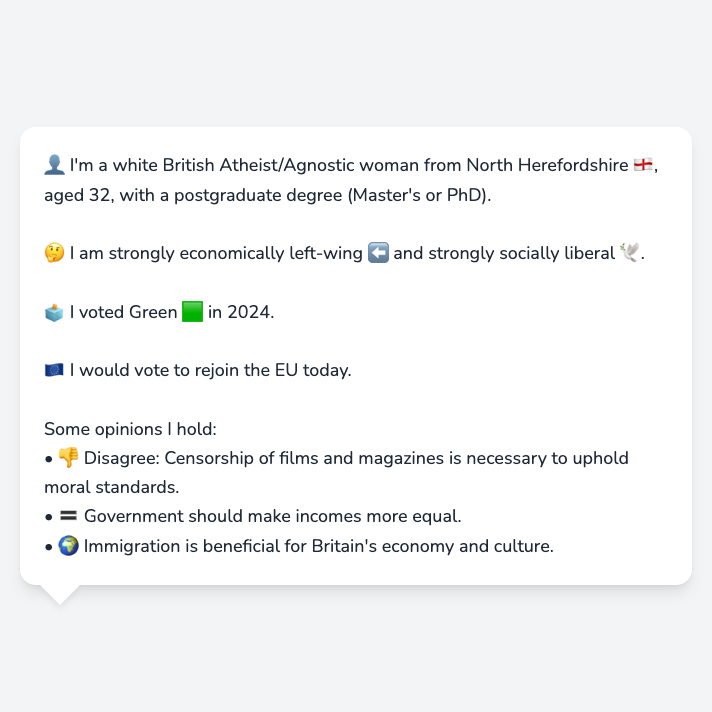 👤 I'm a white British Atheist/Agnostic woman from North Herefordshire 🏴󠁧󠁢󠁥󠁮󠁧󠁿,
aged 32, with a postgraduate degree (Master's or PhD).
🤔 I am strongly economically left-wing ⬅️ and strongly socially liberal 🕊️.
🗳️ I voted Green 🟩 in 2024.
🇪🇺 I would vote to rejoin the EU today.
Some opinions I hold:
• 👎 Disagree: Censorship of films and magazines is necessary to uphold
moral standards.
• 🟰 Government should make incomes more equal.
• 🌍 Immigration is beneficial for Britain's economy and culture.